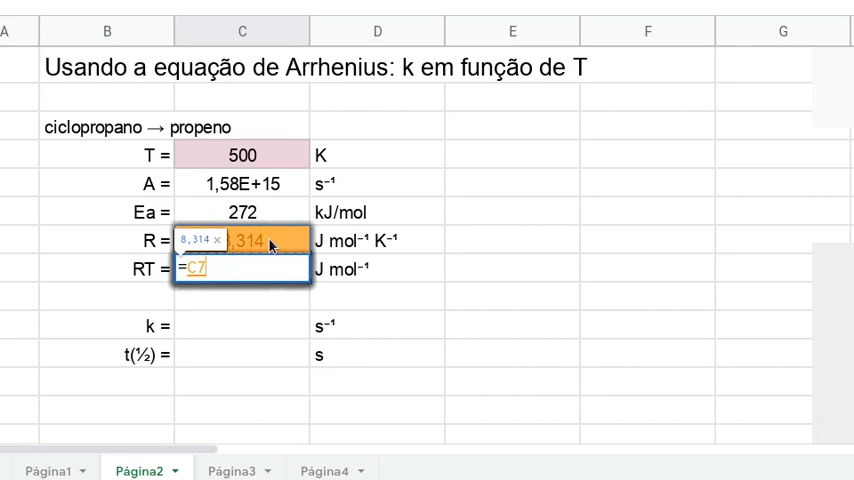 A B C D E F G
Usando a equação de Arrhenius: k em função de T
ciclopropano → propeno
T = 500 K
A = 1,58E+15 s⁻¹
Ea = 272 kJ/mol
R = 8,314 × 8,314 J mol⁻¹ K⁻¹
RT = =C7 J mol⁻¹
k = s⁻¹
t(½) = s
Página1 Página2 Página3 Página4